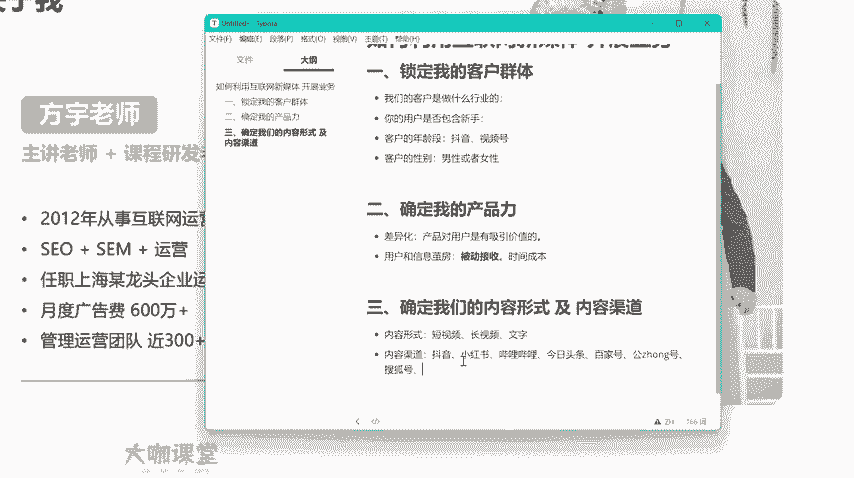 关于我
方宇老师
主讲老师 + 课程研发
2012年从事互联网运营
SEO + SEM + 运营
任职上海某龙头企业运
月度广告费 600万+
管理运营团队 近300+
大咖课堂
Untitled - Typora
文件(F) 编辑(E) 段落(P) 格式(O) 视图(V) 主题(T) 帮助(H)
文件 大纲
如何利用互联网新媒体 开展业务
一、锁定我的客户群体
二、确定我的产品力
三、确定我们的内容形式 及
内容渠道
如何利用互联网新媒体 开展业务
一、锁定我的客户群体
我们的客户是做什么行业的；
你的用户是否包含新手；
客户的年龄段：抖音、视频号
客户的性别：男性或者女性
二、确定我的产品力
差异化：产品对用户是有吸引价值的。
用户和信息茧房：被动接收。时间成本
三、确定我们的内容形式 及 内容渠道
内容形式：短视频、长视频、文字
内容渠道：抖音、小红书、哔哩哔哩、今日头条、百家号、公zhong号、
搜狐号、